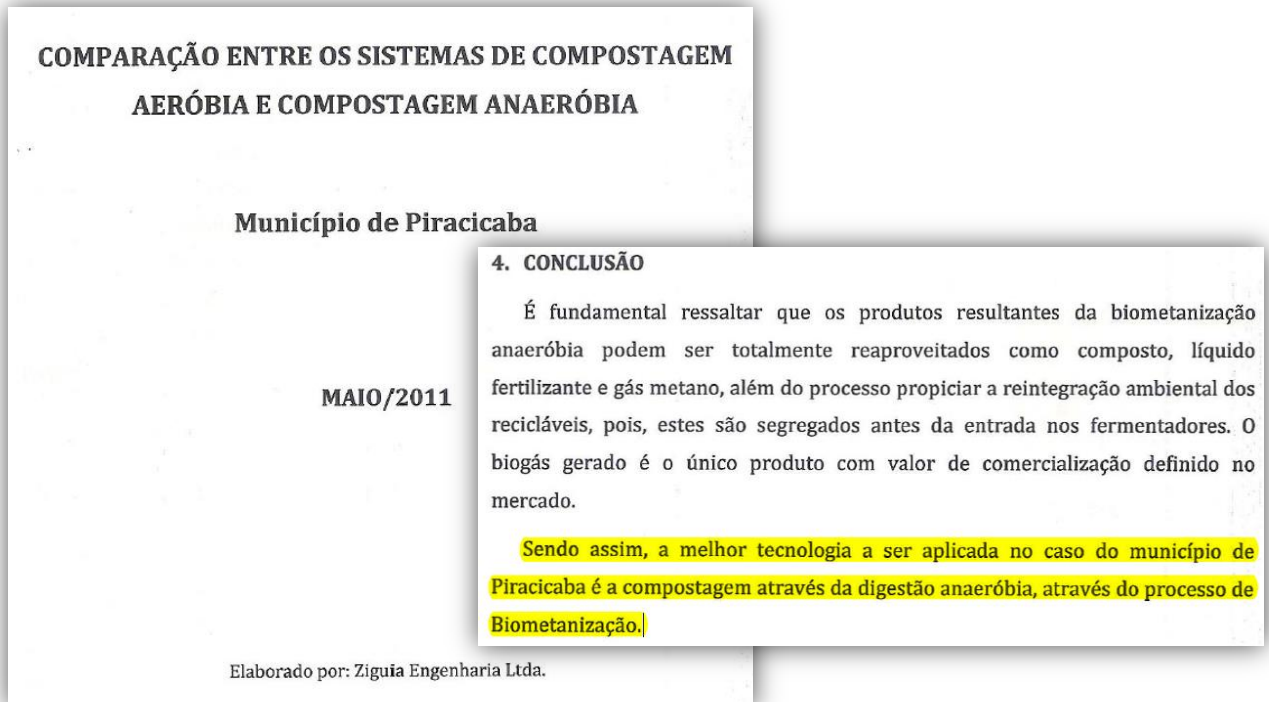 COMPARAÇÃO ENTRE OS SISTEMAS DE COMPOSTAGEM
AERÓBIA E COMPOSTAGEM ANAERÓBIA
Município de Piracicaba
MAIO/2011
Elaborado por: Ziguia Engenharia Ltda.
4. CONCLUSÃO
É fundamental ressaltar que os produtos resultantes da biometanização
anaeróbia podem ser totalmente reaproveitados como composto, líquido
fertilizante e gás metano, além do processo propiciar a reintegração ambiental dos
recicláveis, pois, estes são segregados antes da entrada nos fermentadores. O
biogás gerado é o único produto com valor de comercialização definido no
mercado.
Sendo assim, a melhor tecnologia a ser aplicada no caso do município de
Piracicaba é a compostagem através da digestão anaeróbia, através do processo de
Biometanização.